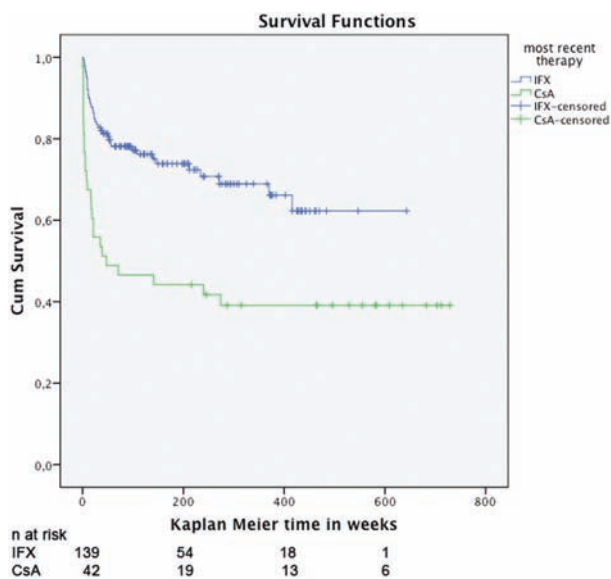 Survival Functions
most recent
therapy
IFX
CsA
IFX-censored
CsA-censored
1,0
0,8
0,6
0,4
0,2
0,0
Cum Survival
0 200 400 600 800
Kaplan Meier time in weeks
n at risk
IFX 139 54 18 1
CsA 42 19 13 6